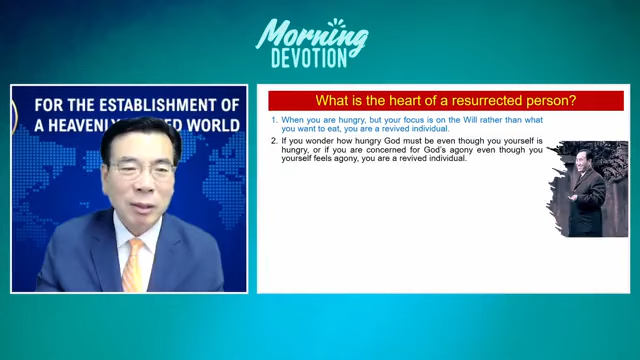 Morning
DEVOTION
FOR THE ESTABLISHMENT OF
A HEAVENLY ED WORLD
What is the heart of a resurrected person?
1. When you are hungry, but your focus is on the Will rather than what
you want to eat, you are a revived individual.
2. If you wonder how hungry God must be even though you yourself is
hungry, or if you are concerned for God's agony even though you
yourself feels agony, you are a revived individual.